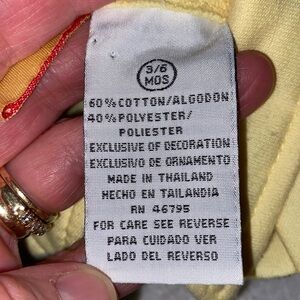 3/6
MOS
60% COTTON/ALGODON
40% POLYESTER/
POLIESTER
EXCLUSIVE OF DECORATION
EXCLUSIVO DE ORNAMENTO
MADE IN THAILAND
HECHO EN TAILANDIA
RN 46795
FOR CARE SEE REVERSE
PARA CUIDADO VER
LADO DEL REVERSO